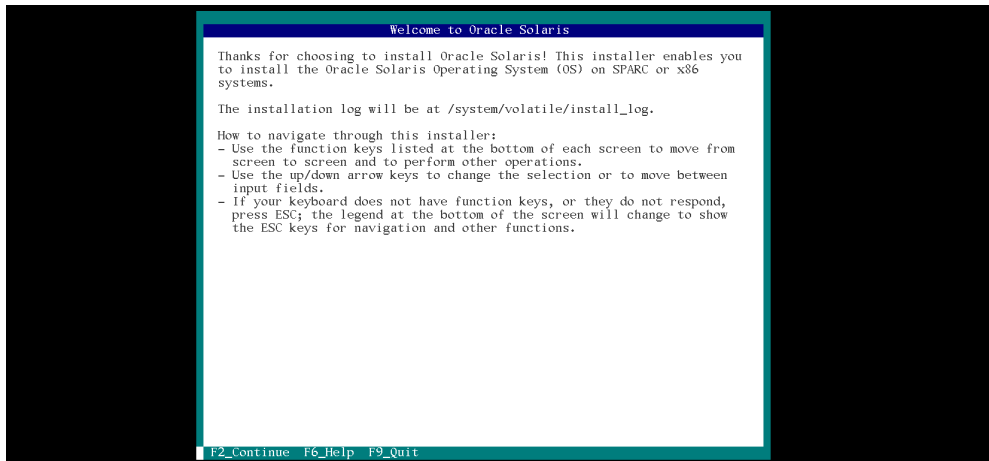 Welcome to Oracle Solaris
Thanks for choosing to install Oracle Solaris! This installer enables you
to install the Oracle Solaris Operating System (OS) on SPARC or x86
systems.
The installation log will be at /system/volatile/install_log.
How to navigate through this installer:
- Use the function keys listed at the bottom of each screen to move from
screen to screen and to perform other operations.
- Use the up/down arrow keys to change the selection or to move between
input fields.
- If your keyboard does not have function keys, or they do not respond,
press ESC; the legend at the bottom of the screen will change to show
the ESC keys for navigation and other functions.
F2_Continue F6_Help F9_Quit